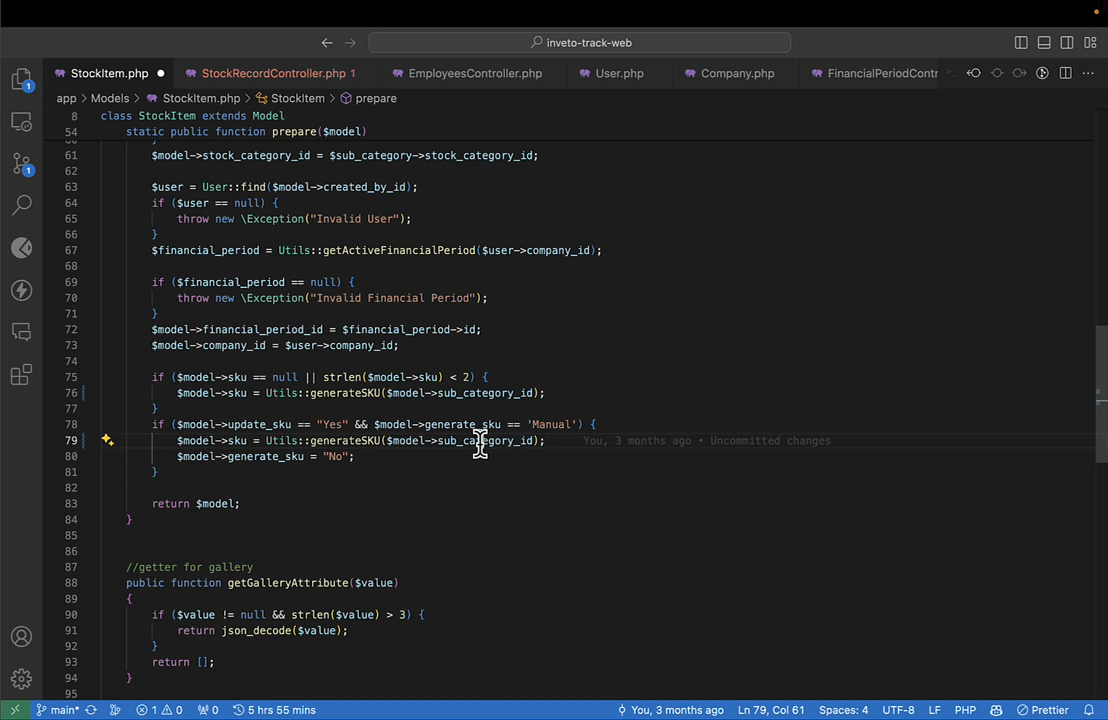 inveto-track-web
StockItem.php StockRecordController.php 1 EmployeesController.php User.php Company.php FinancialPeriodContr
app > Models > StockItem.php > StockItem > prepare
8 class StockItem extends Model
54 static public function prepare($model)
61 $model->stock_category_id = $sub_category->stock_category_id;
62
63 $user = User::find($model->created_by_id);
64 if ($user == null) {
65 throw new \Exception("Invalid User");
66 }
67 $financial_period = Utils::getActiveFinancialPeriod($user->company_id);
68
69 if ($financial_period == null) {
70 throw new \Exception("Invalid Financial Period");
71 }
72 $model->financial_period_id = $financial_period->id;
73 $model->company_id = $user->company_id;
74
75 if ($model->sku == null || strlen($model->sku) < 2) {
76 $model->sku = Utils::generateSKU($model->sub_category_id);
77 }
78 if ($model->update_sku == "Yes" && $model->generate_sku == 'Manual') {
79 $model->sku = Utils::generateSKU($model->sub_category_id); You, 3 months ago • Uncommitted changes
80 $model->generate_sku = "No";
81 }
82
83 return $model;
84 }
85
86
87 //getter for gallery
88 public function getGalleryAttribute($value)
89 {
90 if ($value != null && strlen($value) > 3) {
91 return json_decode($value);
92 }
93 return [];
94 }
95
1
1
main* 1 0 0 5 hrs 55 mins You, 3 months ago Ln 79, Col 61 Spaces: 4 UTF-8 LF PHP Prettier